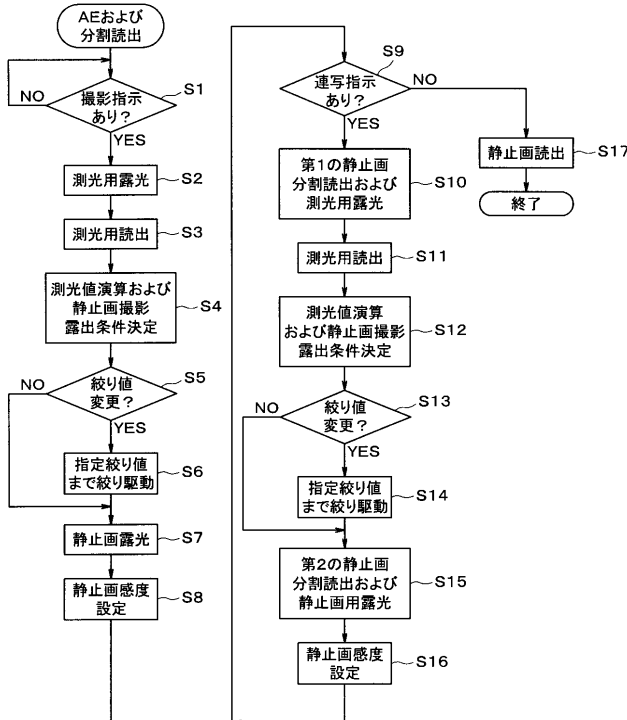 AEおよび
分割読出
撮影指示
あり?
S1
NO
YES
測光用露光
S2
測光用読出
S3
測光値演算および
静止画撮影
露出条件決定
S4
絞り値
変更?
S5
NO
YES
指定絞り値
まで絞り駆動
S6
静止画露光
S7
静止画感度
設定
S8
連写指示
あり?
S9
NO
YES
第1の静止画
分割読出および
測光用露光
S10
測光用読出
S11
測光値演算
および静止画撮影
露出条件決定
S12
絞り値
変更?
S13
NO
YES
指定絞り値
まで絞り駆動
S14
第2の静止画
分割読出および
静止画用露光
S15
静止画感度
設定
S16
静止画読出
S17
終了